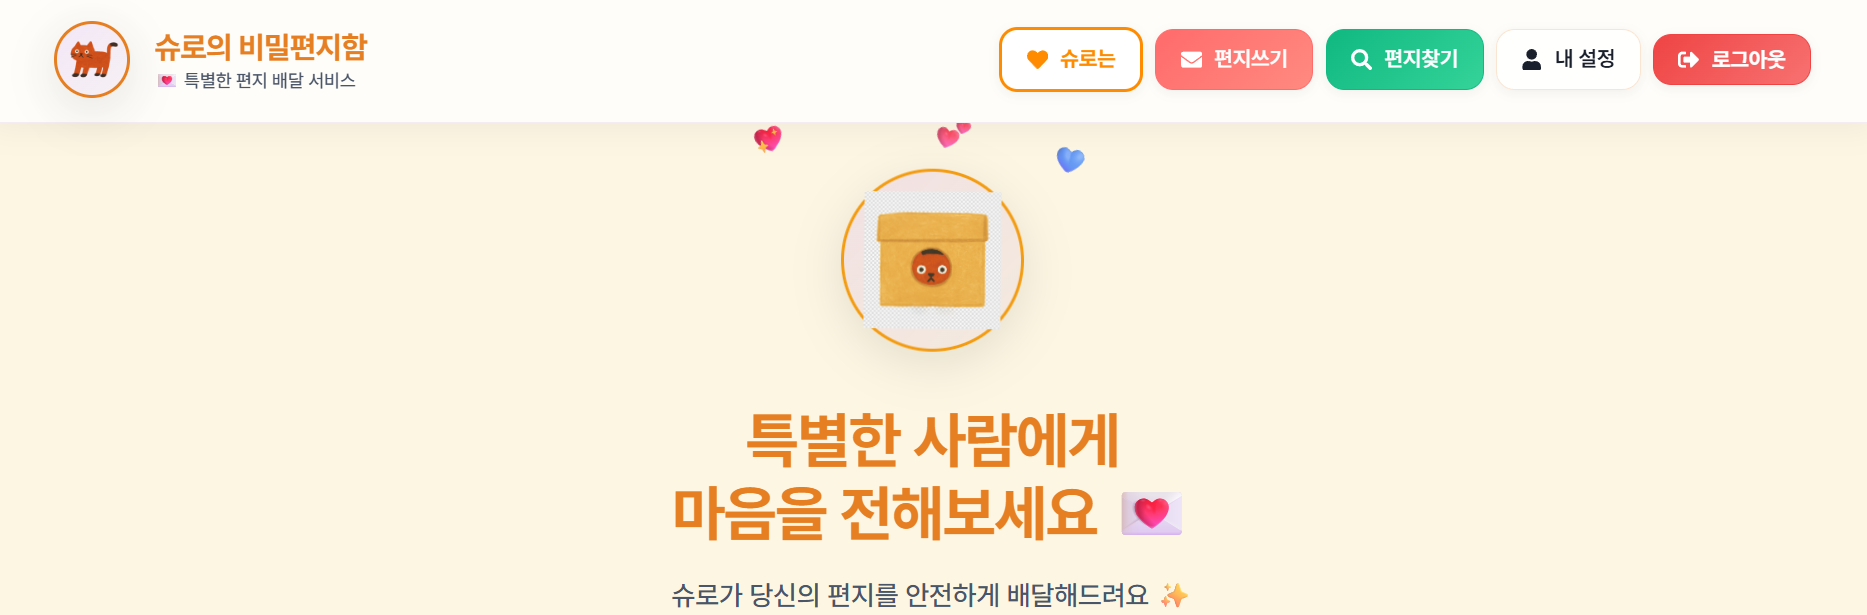 슈로의 비밀편지함
💌 특별한 편지 배달 서비스
슈로는
편지쓰기
편지찾기
내 설정
로그아웃
특별한 사람에게
마음을 전해보세요 💌
슈로가 당신의 편지를 안전하게 배달해드려요 ✨